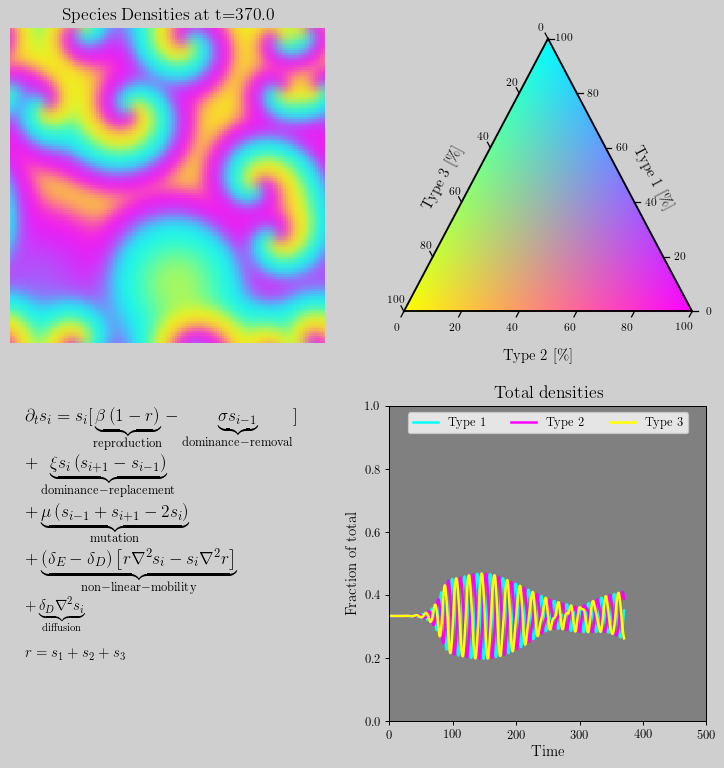 Species Densities at t=370.0
0
100
20
80
40
60
60
40
80
20
100
0
0
20
40
60
80
100
Type 3 [%]
Type 1 [%]
Type 2 [%]
∂ₜsᵢ = sᵢ[ β (1 − r) − σsᵢ₋₁ ]
reproduction dominance−removal
+ ξsᵢ (sᵢ₊₁ − sᵢ₋₁)
dominance−replacement
+ μ (sᵢ₋₁ + sᵢ₊₁ − 2sᵢ)
mutation
+ (δ_E − δ_D) [r∇²sᵢ − sᵢ∇²r]
non−linear−mobility
+ δ_D∇²sᵢ
diffusion
r = s₁ + s₂ + s₃
Total densities
Type 1 Type 2 Type 3
1.0
0.8
0.6
0.4
0.2
0.0
Fraction of total
0 100 200 300 400 500
Time